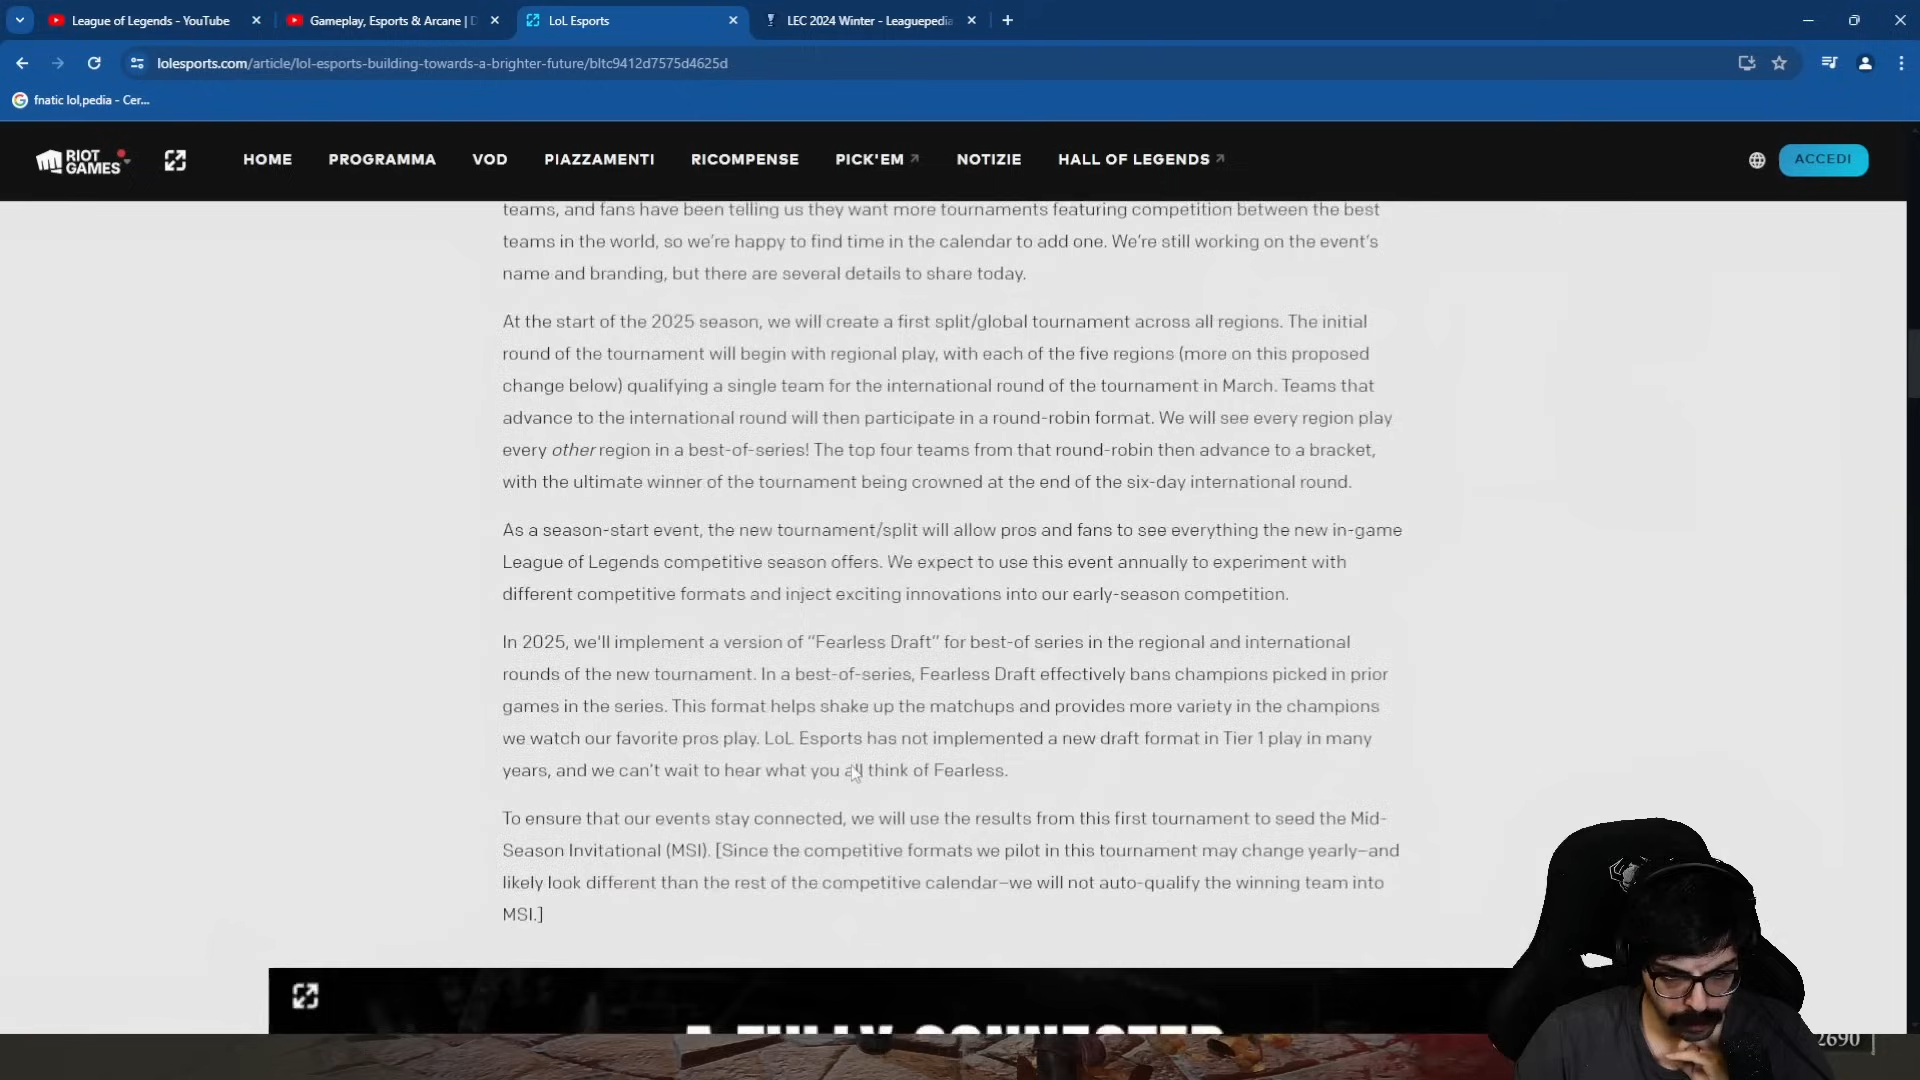 League of Legends - YouTube
Gameplay, Esports & Arcane |
LoL Esports
LEC 2024 Winter - Leaguepedia
lolesports.com/article/lol-esports-building-towards-a-brighter-future/bltc9412d7575d4625d
fnatic lol,pedia - Cer...
RIOT GAMES
HOME
PROGRAMMA
VOD
PIAZZAMENTI
RICOMPENSE
PICK'EM
NOTIZIE
HALL OF LEGENDS
ACCEDI
teams, and fans have been telling us they want more tournaments featuring competition between the best
teams in the world, so we're happy to find time in the calendar to add one. We're still working on the event's
name and branding, but there are several details to share today.
At the start of the 2025 season, we will create a first split/global tournament across all regions. The initial
round of the tournament will begin with regional play, with each of the five regions (more on this proposed
change below) qualifying a single team for the international round of the tournament in March. Teams that
advance to the international round will then participate in a round-robin format. We will see every region play
every other region in a best-of-series! The top four teams from that round-robin then advance to a bracket,
with the ultimate winner of the tournament being crowned at the end of the six-day international round.
As a season-start event, the new tournament/split will allow pros and fans to see everything the new in-game
League of Legends competitive season offers. We expect to use this event annually to experiment with
different competitive formats and inject exciting innovations into our early-season competition.
In 2025, we'll implement a version of "Fearless Draft" for best-of series in the regional and international
rounds of the new tournament. In a best-of-series, Fearless Draft effectively bans champions picked in prior
games in the series. This format helps shake up the matchups and provides more variety in the champions
we watch our favorite pros play. LoL Esports has not implemented a new draft format in Tier 1 play in many
years, and we can't wait to hear what you all think of Fearless.
To ensure that our events stay connected, we will use the results from this first tournament to seed the Mid-
Season Invitational (MSI). [Since the competitive formats we pilot in this tournament may change yearly—and
likely look different than the rest of the competitive calendar—we will not auto-qualify the winning team into
MSI.]
A FULLY CONNECTED
2690